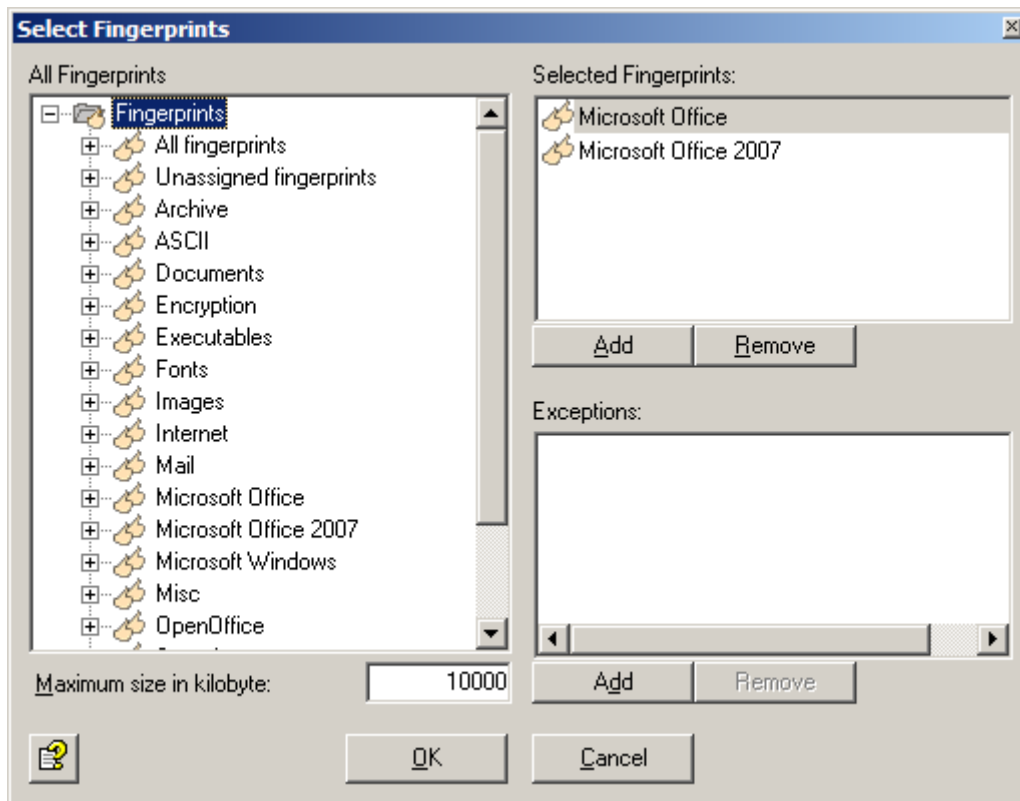 Select Fingerprints
All Fingerprints
Fingerprints
All fingerprints
Unassigned fingerprints
Archive
ASCII
Documents
Encryption
Executables
Fonts
Images
Internet
Mail
Microsoft Office
Microsoft Office 2007
Microsoft Windows
Misc
OpenOffice
Maximum size in kilobyte: 10000
Selected Fingerprints:
Microsoft Office
Microsoft Office 2007
Add Remove
Exceptions:
Add Remove
OK Cancel